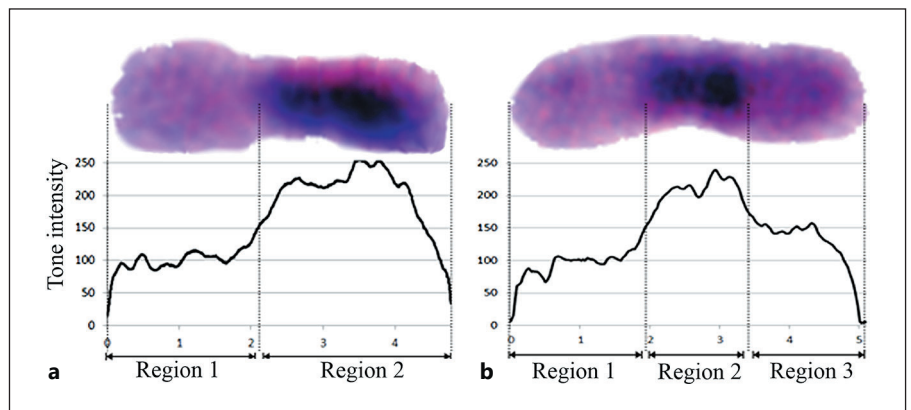 Tone intensity
250
200
150
100
50
0
0 1 2 3 4
Region 1 Region 2
a
250
200
150
100
50
0
0 1 2 3 4 5
Region 1 Region 2 Region 3
b